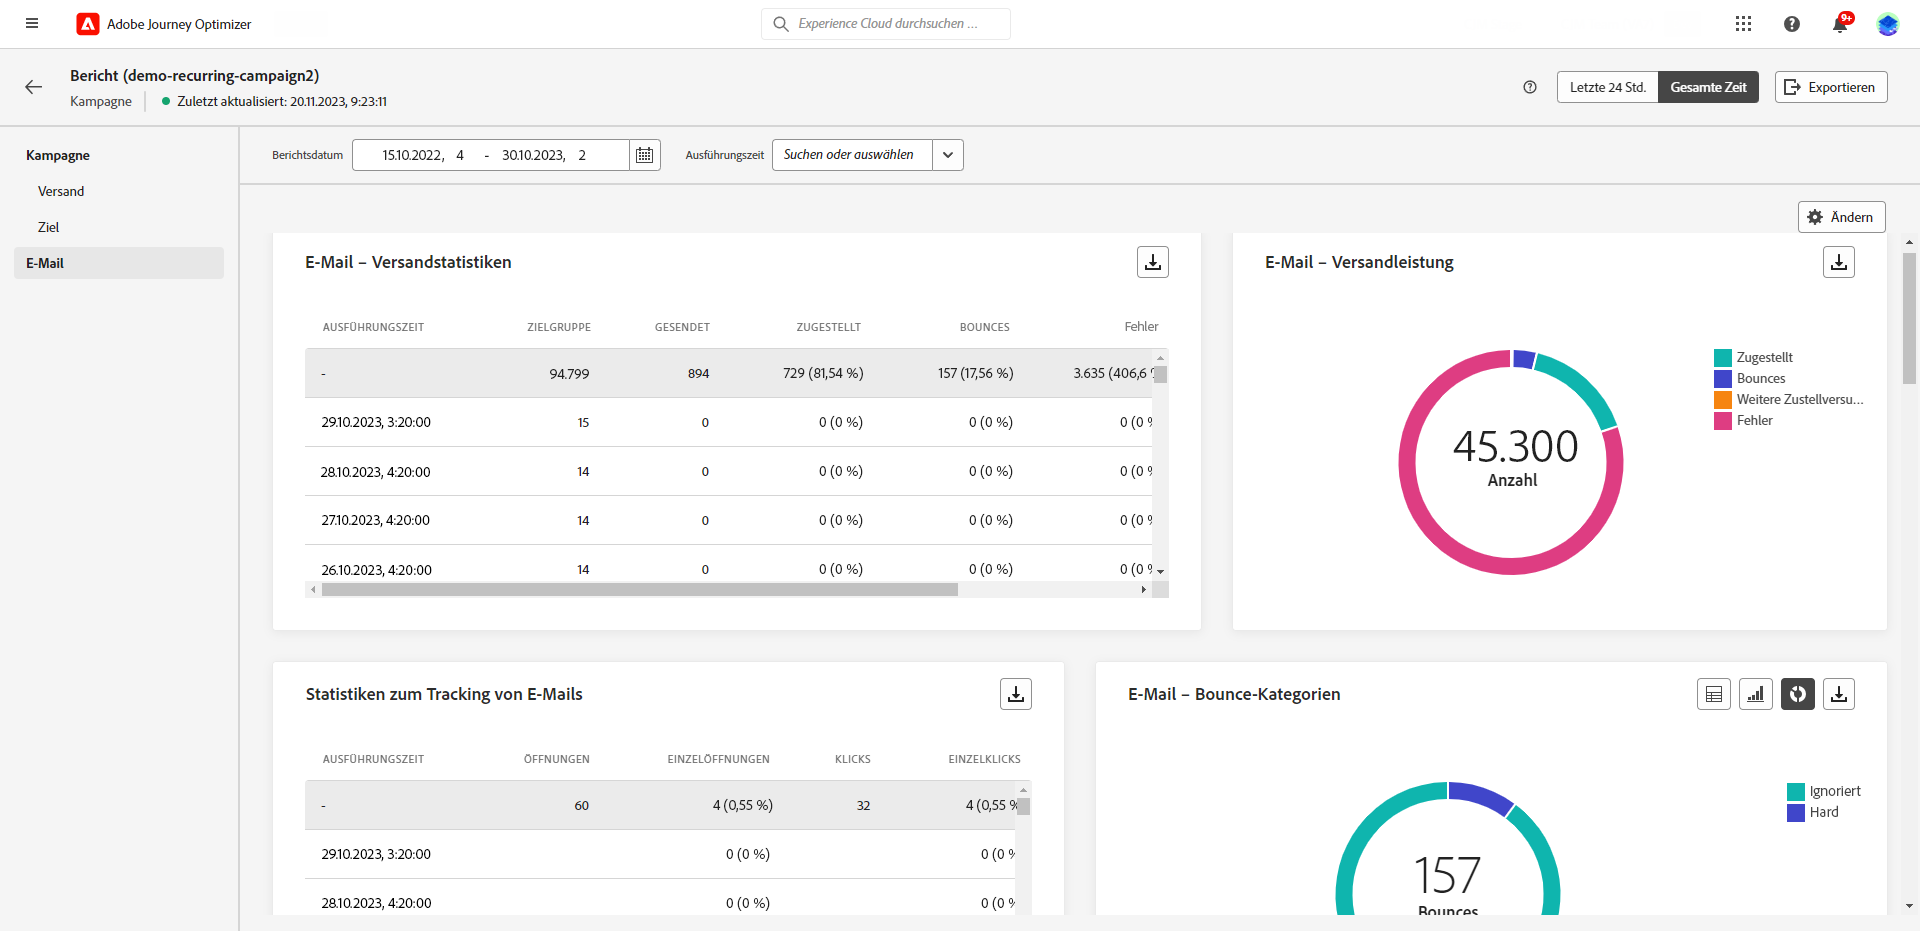 Adobe Journey Optimizer
Experience Cloud durchsuchen ...
9+
Bericht (demo-recurring-campaign2)
Kampagne
Zuletzt aktualisiert: 20.11.2023, 9:23:11
Letzte 24 Std.
Gesamte Zeit
Exportieren
Kampagne
Versand
Ziel
E-Mail
Berichtsdatum
15.10.2022, 4 - 30.10.2023, 2
Ausführungszeit
Suchen oder auswählen
Ändern
E-Mail – Versandstatistiken
AUSFÜHRUNGSZEIT ZIELGRUPPE GESENDET ZUGESTELLT BOUNCES Fehler
- 94.799 894 729 (81,54 %) 157 (17,56 %) 3.635 (406,6 %
29.10.2023, 3:20:00 15 0 0 (0 %) 0 (0 %) 0 (0 %
28.10.2023, 4:20:00 14 0 0 (0 %) 0 (0 %) 0 (0 %
27.10.2023, 4:20:00 14 0 0 (0 %) 0 (0 %) 0 (0 %
26.10.2023, 4:20:00 14 0 0 (0 %) 0 (0 %) 0 (0 %
E-Mail – Versandleistung
45.300
Anzahl
Zugestellt
Bounces
Weitere Zustellversu...
Fehler
Statistiken zum Tracking von E-Mails
AUSFÜHRUNGSZEIT ÖFFNUNGEN EINZELÖFFNUNGEN KLICKS EINZELKLICKS
- 60 4 (0,55 %) 32 4 (0,55 %
29.10.2023, 3:20:00 0 (0 %) 0 (0 %
28.10.2023, 4:20:00 0 (0 %) 0 (0 %
E-Mail – Bounce-Kategorien
157
Bounces
Ignoriert
Hard